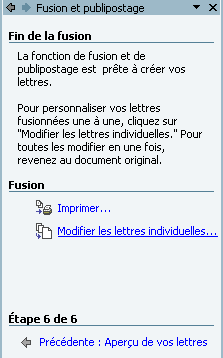 Fusion et publipostage
Fin de la fusion
La fonction de fusion et de
publipostage est prête à créer vos
lettres.
Pour personnaliser vos lettres
fusionnées une à une, cliquez sur
"Modifier les lettres individuelles." Pour
toutes les modifier en une fois,
revenez au document original.
Fusion
Imprimer...
Modifier les lettres individuelles...
Étape 6 de 6
Précédente : Aperçu de vos lettres